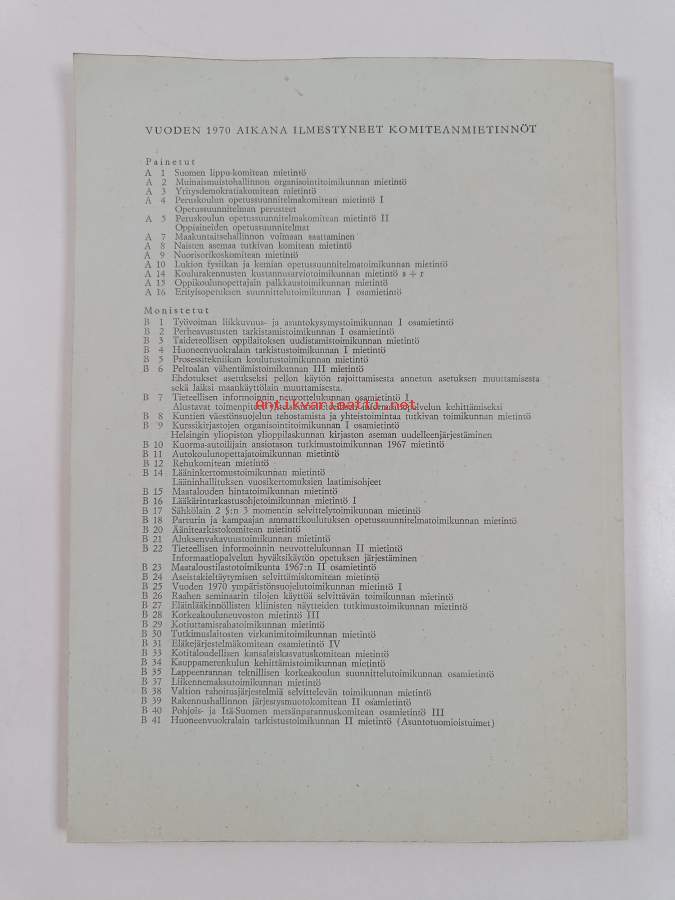 VUODEN 1970 AIKANA ILMESTYNEET KOMITEANMIETINNÖT
Painetut
A 1 Suomen lippu-komitean mietintö
A 2 Muinaismuistohallinnon organisointitoimikunnan mietintö
A 3 Yritysdemokratiakomitean mietintö
A 4 Peruskoulun opetussuunnitelmakomitean mietintö I
Opetussuunnitelman perusteet
A 5 Peruskoulun opetussuunnitelmakomitean mietintö II
Oppiaineiden opetussuunnitelmat
A 7 Maakuntaitsehallinnon voimaan saattaminen
A 8 Naisten asemaa tutkivan komitean mietintö
A 9 Nuorisorikoskomitean mietintö
A 10 Lukion fysiikan ja kemian opetussuunnitelmatoimikunnan mietintö
A 14 Koulurakennusten kustannusarviotoimikunnan mietintö s + r
A 15 Oppikoulunopettajain palkkaustoimikunnan mietintö
A 16 Erityisopetuksen suunnittelutoimikunnan I osamietintö
Monistetut
B 1 Työvoiman liikkuvuus- ja asuntokysymystoimikunnan I osamietintö
B 2 Perheavustusten tarkistamistoimikunnan I osamietintö
B 3 Taideteollisen oppilaitoksen uudistamistoimikunnan mietintö
B 4 Huoneenvuokralain tarkistustoimikunnan I mietintö
B 5 Prosessitekniikan koulutustoimikunnan mietintö
B 6 Peltoalan vähentämistoimikunnan III mietintö
Ehdotukset asetukseksi pellon käytön rajoittamisesta annetun asetuksen muuttamisesta
sekä laiksi maankäyttölain muuttamisesta.
B 7 Tieteellisen informoinnin neuvottelukunnan osamietintö I
Alustavat toimenpiteet tieteellisen informaatiopalvelun kehittämiseksi
antikvariaatti.net
B 8 Kuntien väestönsuojelun tehostamista ja yhteistoimintaa tutkivan toimikunnan mietintö
B 9 Kurssikirjastojen organisointitoimikunnan I osamietintö
Helsingin yliopiston ylioppilaskunnan kirjaston aseman uudelleenjärjestäminen
B 10 Kuorma-autoilijain ansiotason tutkimustoimikunnan 1967 mietintö
B 11 Autokoulunopettajatoimikunnan mietintö
B 12 Rehukomitean mietintö
B 14 Lääninkertomustoimikunnan mietintö
Lääninhallituksen vuosikertomuksien laatimisohjeet
B 15 Maatalouden hintatoimikunnan mietintö
B 16 Lääkärintarkastusohjetoimikunnan mietintö I
B 17 Sähkölain 2 §:n 3 momentin selvittelytoimikunnan mietintö
B 18 Parturin ja kampaajan ammattikoulutuksen opetussuunnitelmatoimikunnan mietintö
B 20 Äänitearkistokomitean mietintö
B 21 Aluksenvakavuustoimikunnan mietintö
B 22 Tieteellisen informoinnin neuvottelukunnan II mietintö
Informaatiopalvelun hyväksikäytön opetuksen järjestäminen
B 23 Maataloustilastotoimikunta 1967:n II osamietintö
B 24 Aseistakieltäytymisen selvittämiskomitean mietintö
B 25 Vuoden 1970 ympäristönsuojelutoimikunnan mietintö I
B 26 Raahen seminaarin tilojen käyttöä selvittävän toimikunnan mietintö
B 27 Eläinlääkinnöllisten kliinisten näytteiden tutkimustoimikunnan mietintö
B 28 Korkeakouluneuvoston mietintö III
B 29 Kotiuttamisrahatoimikunnan mietintö
B 30 Tutkimuslaitosten virkanimitoimikunnan mietintö
B 31 Eläkejärjestelmäkomitean osamietintö IV
B 33 Kotitaloudellisen kansalaiskasvatuskomitean mietintö
B 34 Kauppamerenkulun kehittämistoimikunnan mietintö
B 35 Lappeenrannan teknillisen korkeakoulun suunnittelutoimikunnan osamietintö
B 37 Liikennemaksutoimikunnan mietintö
B 38 Valtion rahoitusjärjestelmiä selvittelevän toimikunnan mietintö
B 39 Rakennushallinnon järjestysmuotokomitean II osamietintö
B 40 Pohjois- ja Itä-Suomen metsänparannuskomitean osamietintö III
B 41 Huoneenvuokralain tarkistustoimikunnan II mietintö (Asuntotuomioistuimet)